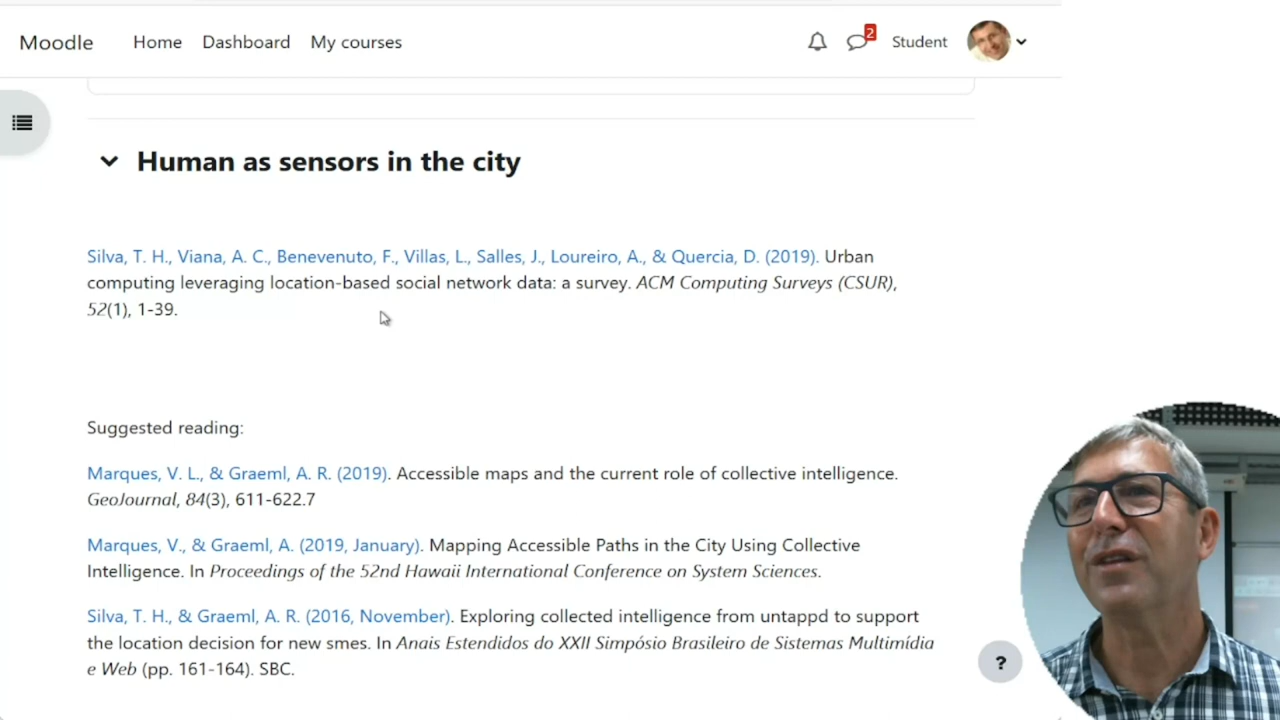 Moodle Home Dashboard My courses 2 Student
Human as sensors in the city
Silva, T. H., Viana, A. C., Benevenuto, F., Villas, L., Salles, J., Loureiro, A., & Quercia, D. (2019). Urban
computing leveraging location-based social network data: a survey. ACM Computing Surveys (CSUR),
52(1), 1-39.
Suggested reading:
Marques, V. L., & Graeml, A. R. (2019). Accessible maps and the current role of collective intelligence.
GeoJournal, 84(3), 611-622.7
Marques, V., & Graeml, A. (2019, January). Mapping Accessible Paths in the City Using Collective
Intelligence. In Proceedings of the 52nd Hawaii International Conference on System Sciences.
Silva, T. H., & Graeml, A. R. (2016, November). Exploring collected intelligence from untappd to support
the location decision for new smes. In Anais Estendidos do XXII Simpósio Brasileiro de Sistemas Multimídia
e Web (pp. 161-164). SBC.
?